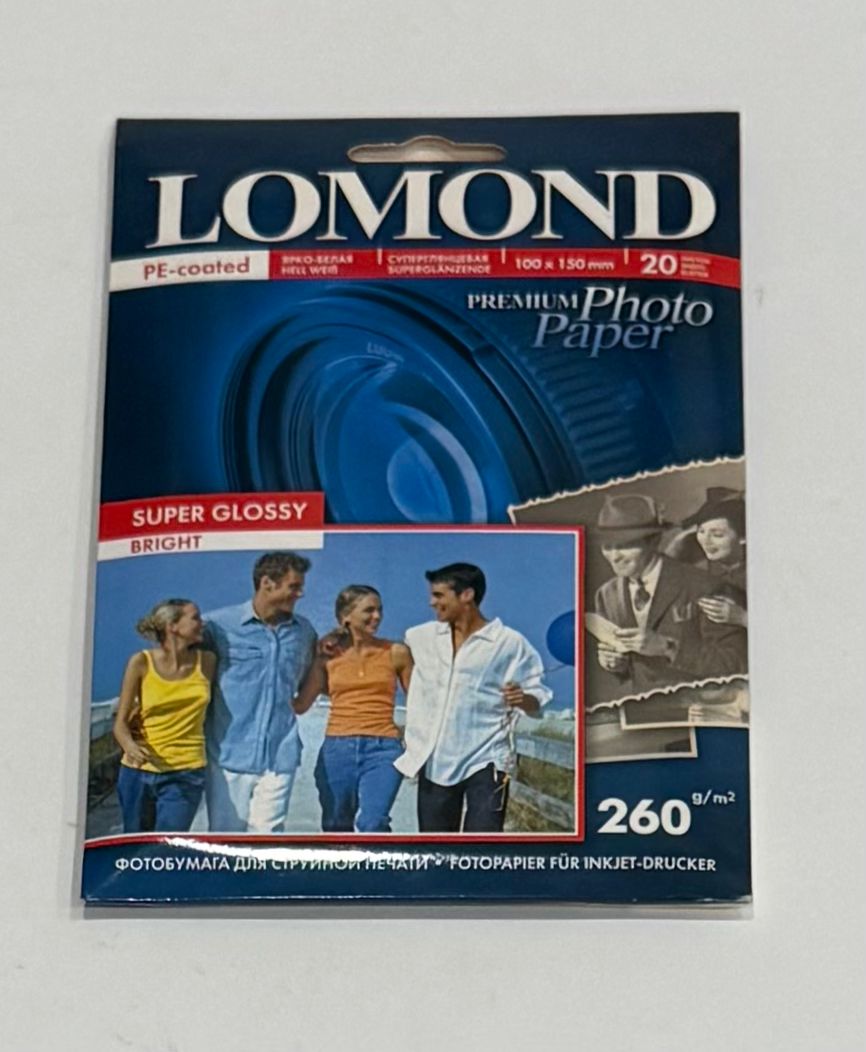 LOMOND
PE-coated
ЯРКО-БЕЛАЯ
HELL WEIß
СУПЕРГЛЯНЦЕВАЯ
SUPERGLÄNZENDE
100 x 150 mm
20
PREMIUM Photo
Paper
SUPER GLOSSY
BRIGHT
260 g/m²
ФОТОБУМАГА ДЛЯ СТРУЙНОЙ ПЕЧАТИ • FOTOPAPIER FÜR INKJET-DRUCKER